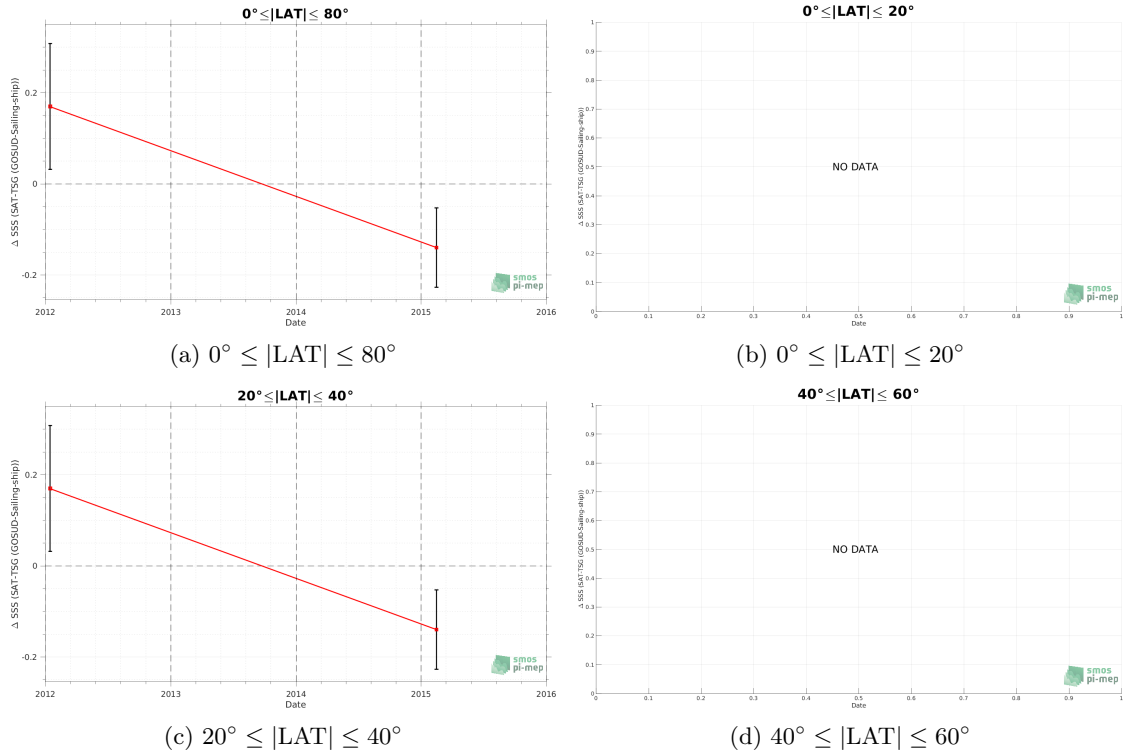 0°≤|LAT|≤ 80°
Δ SSS (SAT-TSG (GOSUD-Sailing-ship))
0.2
0
-0.2
2012 2013 2014 2015 2016
Date
smos
pi-mep
(a) 0° ≤ |LAT| ≤ 80°
0°≤|LAT|≤ 20°
Δ SSS (SAT-TSG (GOSUD-Sailing-ship))
1
0.9
0.8
0.7
0.6
0.5
0.4
0.3
0.2
0.1
0
NO DATA
0 0.1 0.2 0.3 0.4 0.5 0.6 0.7 0.8 0.9 1
Date
smos
pi-mep
(b) 0° ≤ |LAT| ≤ 20°
20°≤|LAT|≤ 40°
Δ SSS (SAT-TSG (GOSUD-Sailing-ship))
0.2
0
-0.2
2012 2013 2014 2015 2016
Date
smos
pi-mep
(c) 20° ≤ |LAT| ≤ 40°
40°≤|LAT|≤ 60°
Δ SSS (SAT-TSG (GOSUD-Sailing-ship))
1
0.9
0.8
0.7
0.6
0.5
0.4
0.3
0.2
0.1
0
NO DATA
0 0.1 0.2 0.3 0.4 0.5 0.6 0.7 0.8 0.9 1
Date
smos
pi-mep
(d) 40° ≤ |LAT| ≤ 60°